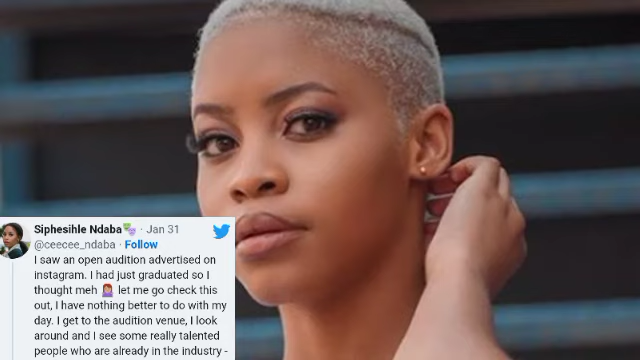 Siphesihle Ndaba🎭 · Jan 31
@ceecee_ndaba · Follow
I saw an open audition advertised on
instagram. I had just graduated so I
thought meh 🤷🏽‍♀️ let me go check this
out, I have nothing better to do with my
day. I get to the audition venue, I look
around and I see some really talented
people who are already in the industry -